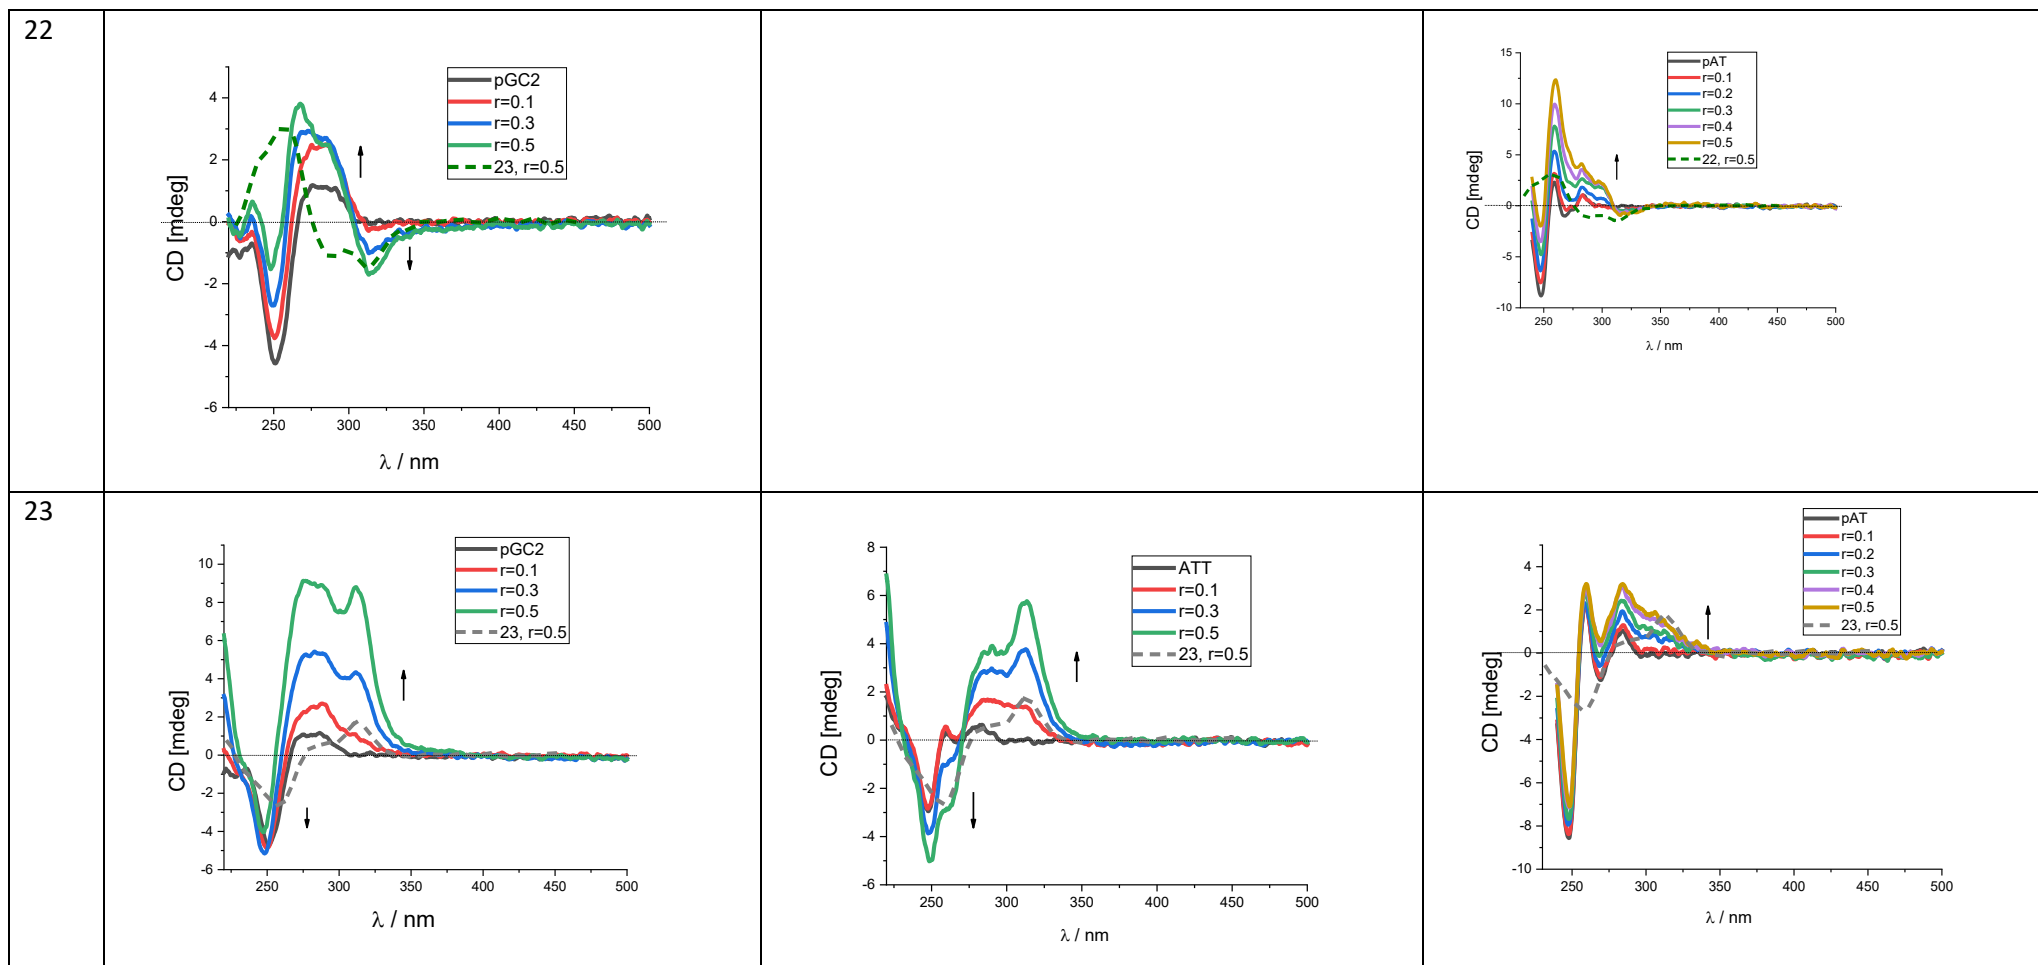 22
CD [mdeg]
4
2
0
-2
-4
-6
250 300 350 400 450 500
λ / nm
pGC2
r=0.1
r=0.3
r=0.5
23, r=0.5
CD [mdeg]
15
10
5
0
-5
-10
250 300 350 400 450 500
λ / nm
pAT
r=0.1
r=0.2
r=0.3
r=0.4
r=0.5
22, r=0.5
23
CD [mdeg]
10
8
6
4
2
0
-2
-4
-6
250 300 350 400 450 500
λ / nm
pGC2
r=0.1
r=0.3
r=0.5
23, r=0.5
CD [mdeg]
8
6
4
2
0
-2
-4
-6
250 300 350 400 450 500
λ / nm
ATT
r=0.1
r=0.3
r=0.5
23, r=0.5
CD [mdeg]
4
2
0
-2
-4
-6
-8
-10
250 300 350 400 450 500
λ / nm
pAT
r=0.1
r=0.2
r=0.3
r=0.4
r=0.5
23, r=0.5